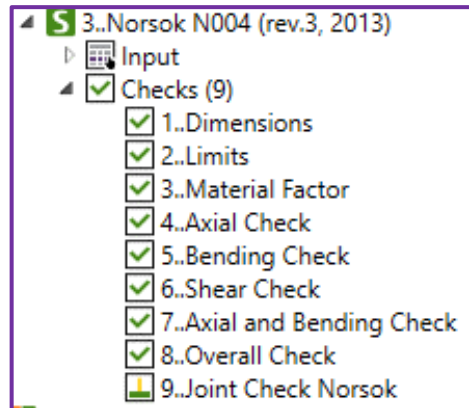 S 3..Norsok N004 (rev.3, 2013)
Input
Checks (9)
1..Dimensions
2..Limits
3..Material Factor
4..Axial Check
5..Bending Check
6..Shear Check
7..Axial and Bending Check
8..Overall Check
9..Joint Check Norsok